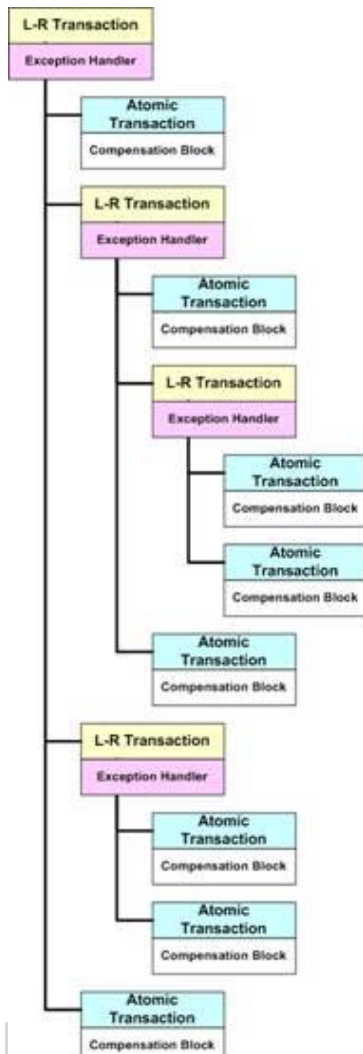 L-R Transaction
Exception Handler
Atomic
Transaction
Compensation Block
L-R Transaction
Exception Handler
Atomic
Transaction
Compensation Block
L-R Transaction
Exception Handler
Atomic
Transaction
Compensation Block
Atomic
Transaction
Compensation Block
Atomic
Transaction
Compensation Block
L-R Transaction
Exception Handler
Atomic
Transaction
Compensation Block
Atomic
Transaction
Compensation Block
Atomic
Transaction
Compensation Block